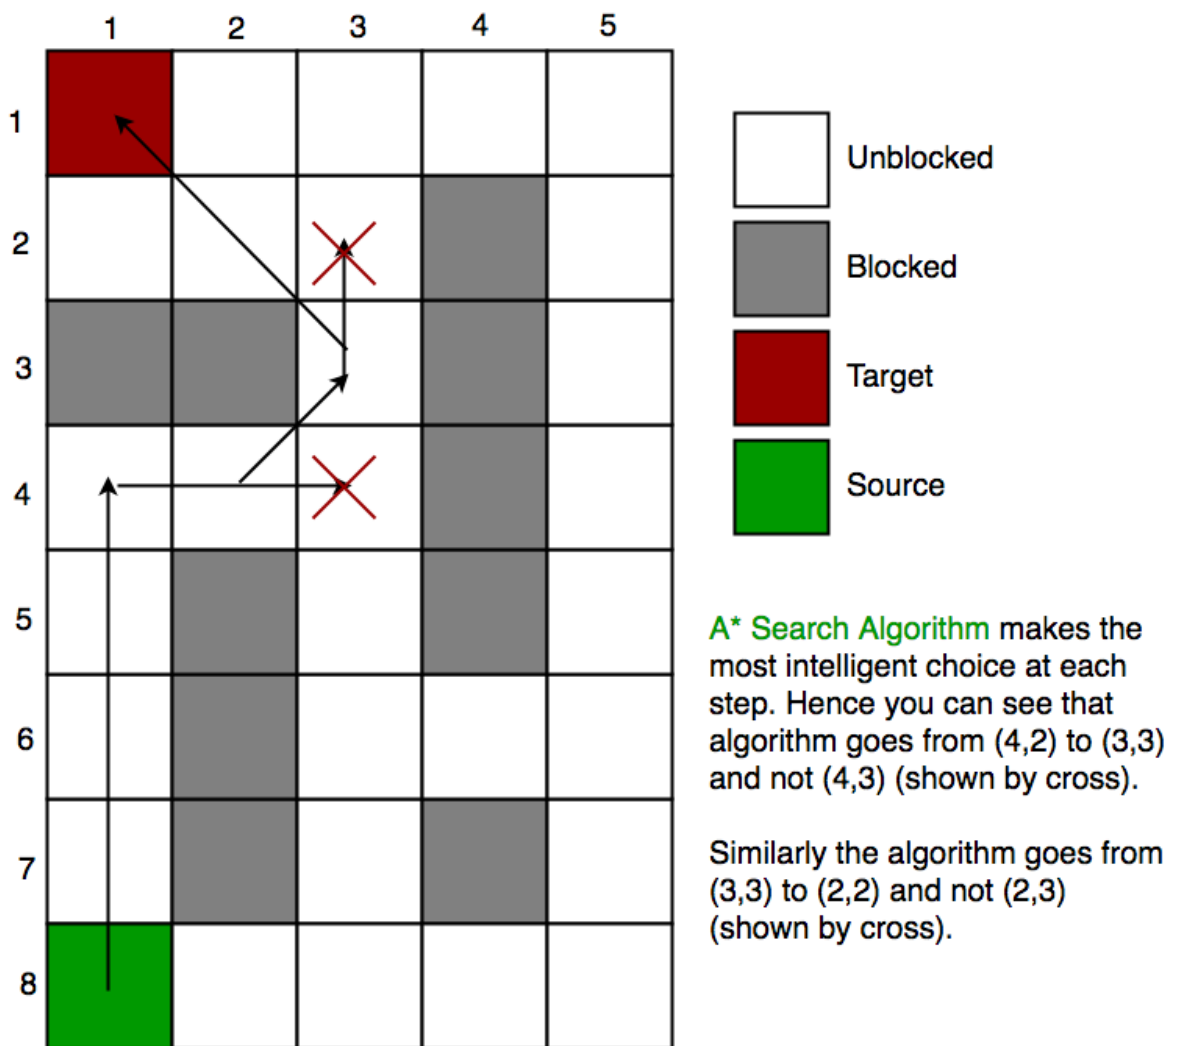 1 2 3 4 5
1
2
3
4
5
6
7
8
Unblocked
Blocked
Target
Source
A* Search Algorithm makes the
most intelligent choice at each
step. Hence you can see that
algorithm goes from (4,2) to (3,3)
and not (4,3) (shown by cross).
Similarly the algorithm goes from
(3,3) to (2,2) and not (2,3)
(shown by cross).